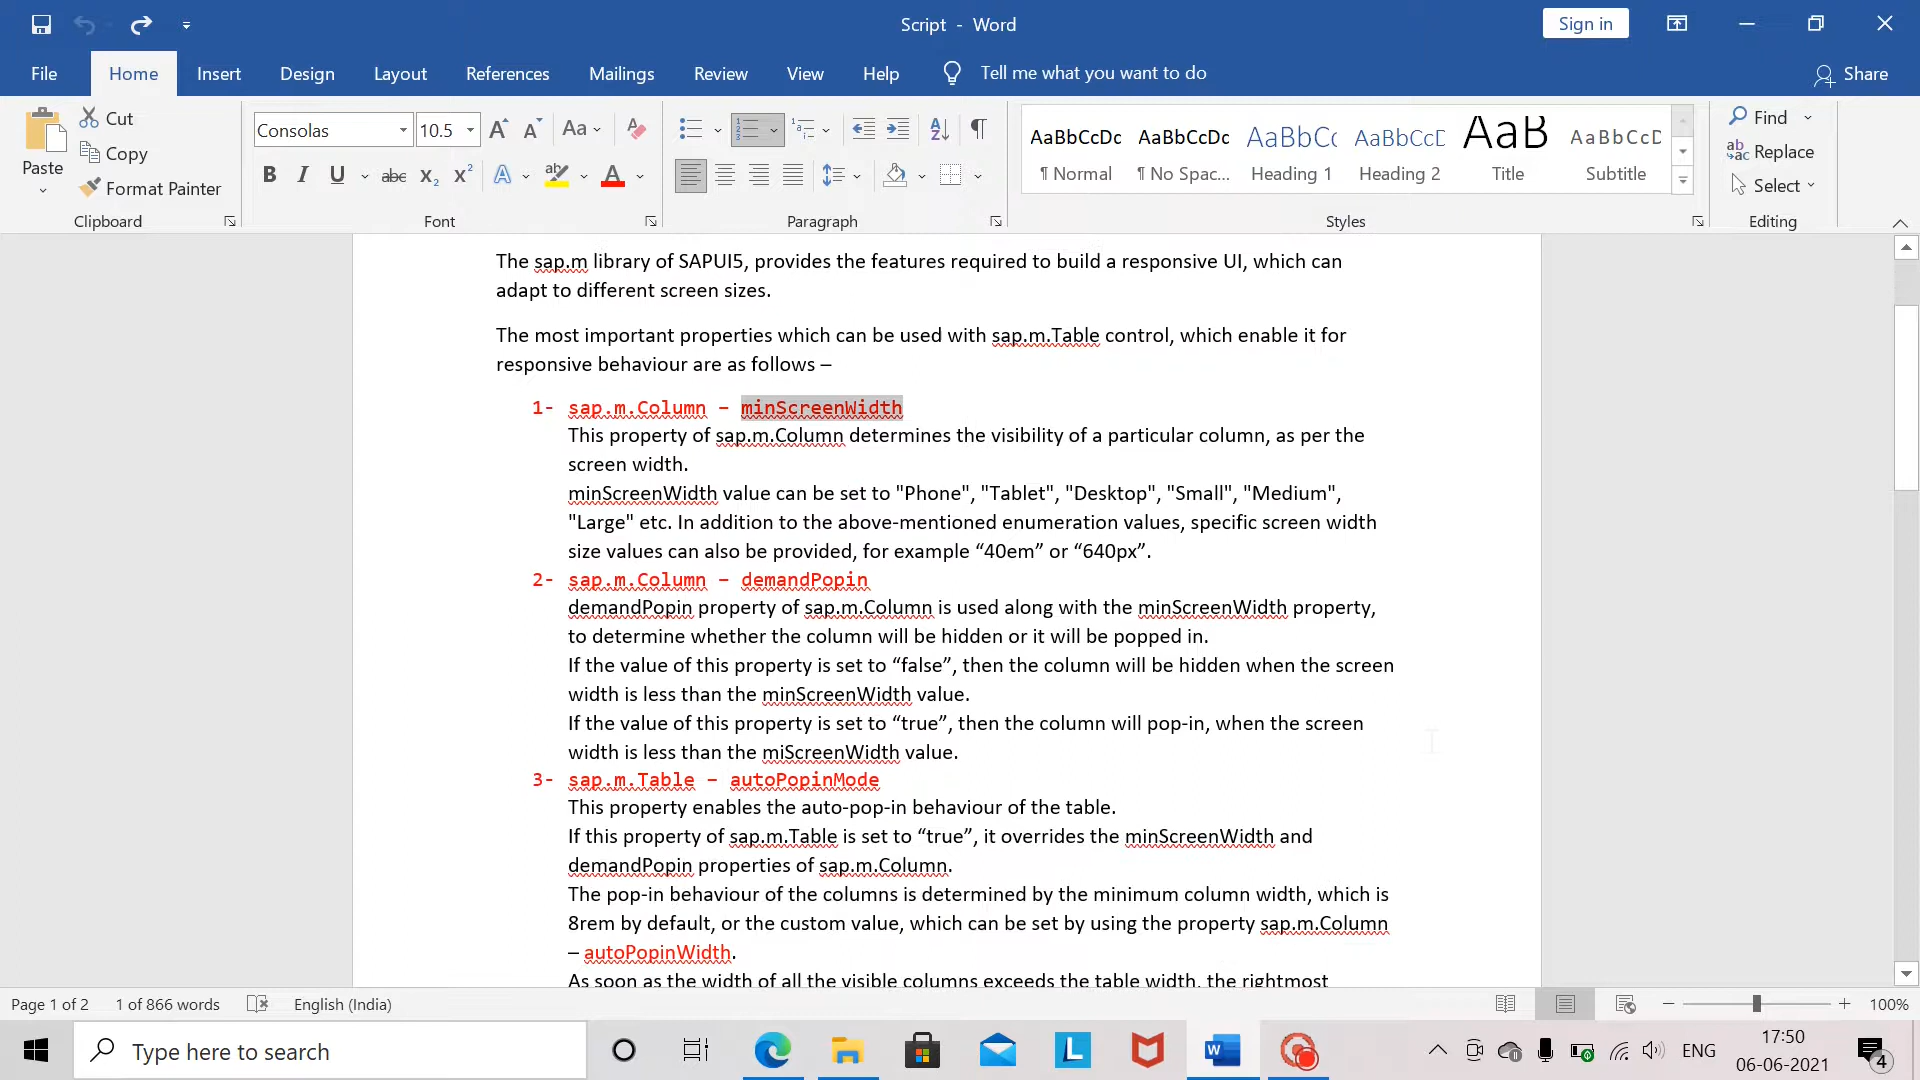 Script - Word
Sign in
File Home Insert Design Layout References Mailings Review View Help Tell me what you want to do Share
Paste
Cut
Copy
Format Painter
Clipboard
Consolas 10.5
Font
Paragraph
AaBbCcDc AaBbCcDc AaBbCc AaBbCcD AaB AaBbCcD
¶ Normal ¶ No Spac... Heading 1 Heading 2 Title Subtitle
Styles
Find
Replace
Select
Editing
The sap.m library of SAPUI5, provides the features required to build a responsive UI, which can
adapt to different screen sizes.
The most important properties which can be used with sap.m.Table control, which enable it for
responsive behaviour are as follows –
1- sap.m.Column – minScreenWidth
This property of sap.m.Column determines the visibility of a particular column, as per the
screen width.
minScreenWidth value can be set to "Phone", "Tablet", "Desktop", "Small", "Medium",
"Large" etc. In addition to the above-mentioned enumeration values, specific screen width
size values can also be provided, for example “40em” or “640px”.
2- sap.m.Column – demandPopin
demandPopin property of sap.m.Column is used along with the minScreenWidth property,
to determine whether the column will be hidden or it will be popped in.
If the value of this property is set to “false”, then the column will be hidden when the screen
width is less than the minScreenWidth value.
If the value of this property is set to “true”, then the column will pop-in, when the screen
width is less than the miScreenWidth value.
3- sap.m.Table – autoPopinMode
This property enables the auto-pop-in behaviour of the table.
If this property of sap.m.Table is set to “true”, it overrides the minScreenWidth and
demandPopin properties of sap.m.Column.
The pop-in behaviour of the columns is determined by the minimum column width, which is
8rem by default, or the custom value, which can be set by using the property sap.m.Column
– autoPopinWidth.
As soon as the width of all the visible columns exceeds the table width, the rightmost
Page 1 of 2 1 of 866 words English (India) 100%
Type here to search
ENG
17:50
06-06-2021
4